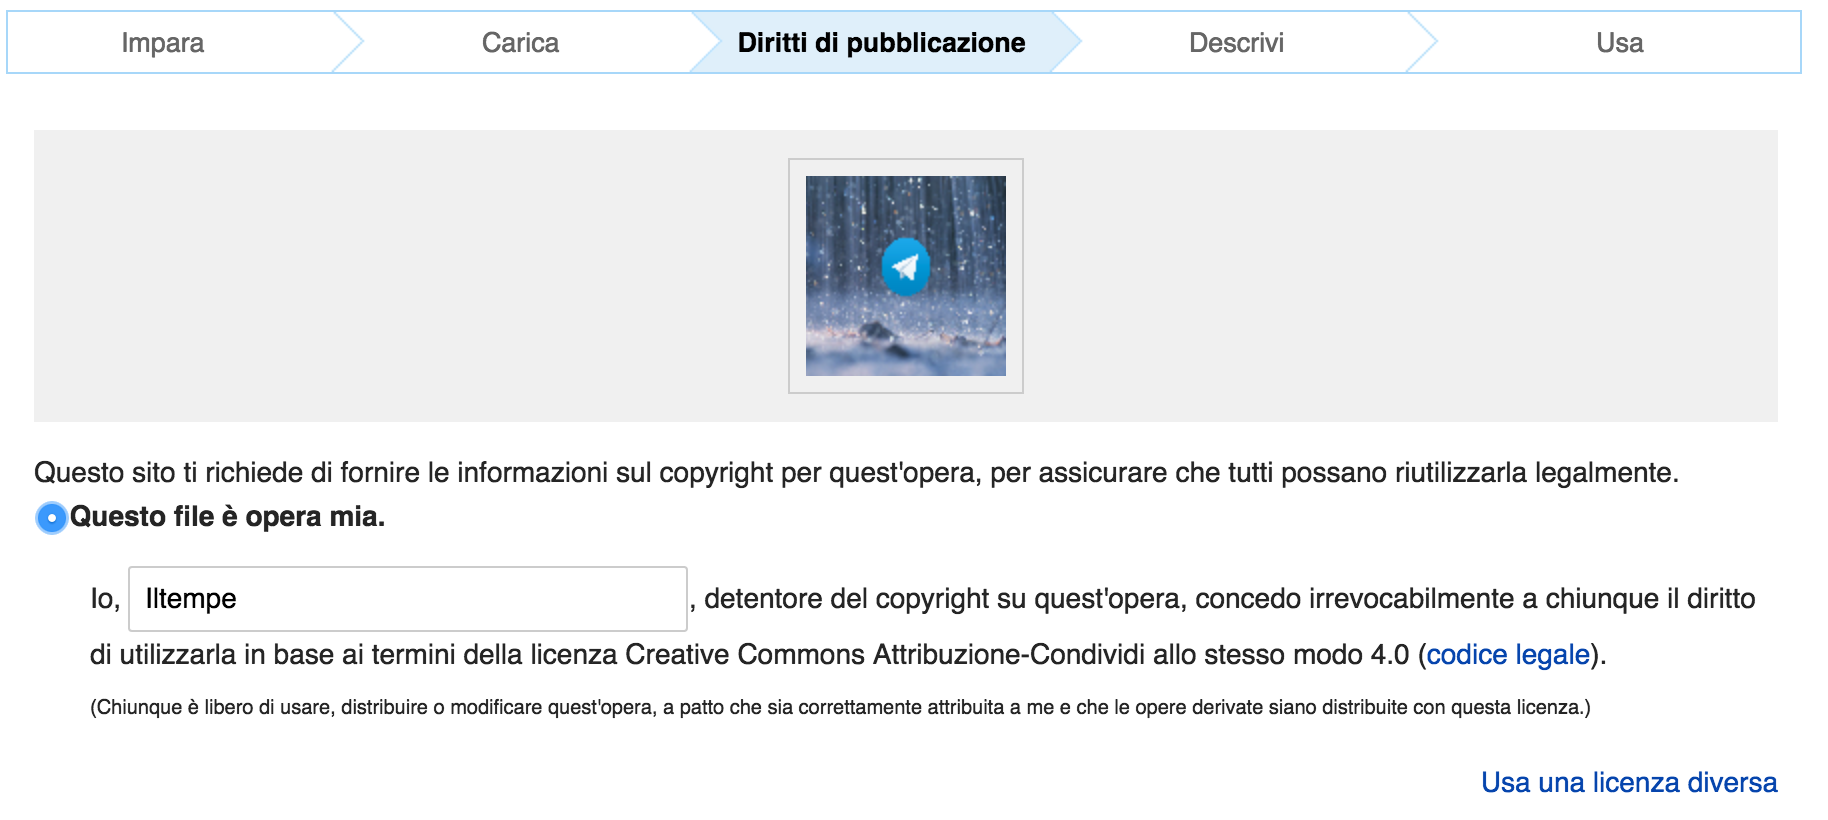 Impara Carica Diritti di pubblicazione Descrivi Usa
Questo sito ti richiede di fornire le informazioni sul copyright per quest'opera, per assicurare che tutti possano riutilizzarla legalmente.
Questo file è opera mia.
Io, Iltempe , detentore del copyright su quest'opera, concedo irrevocabilmente a chiunque il diritto
di utilizzarla in base ai termini della licenza Creative Commons Attribuzione-Condividi allo stesso modo 4.0 (codice legale).
(Chiunque è libero di usare, distribuire o modificare quest'opera, a patto che sia correttamente attribuita a me e che le opere derivate siano distribuite con questa licenza.)
Usa una licenza diversa